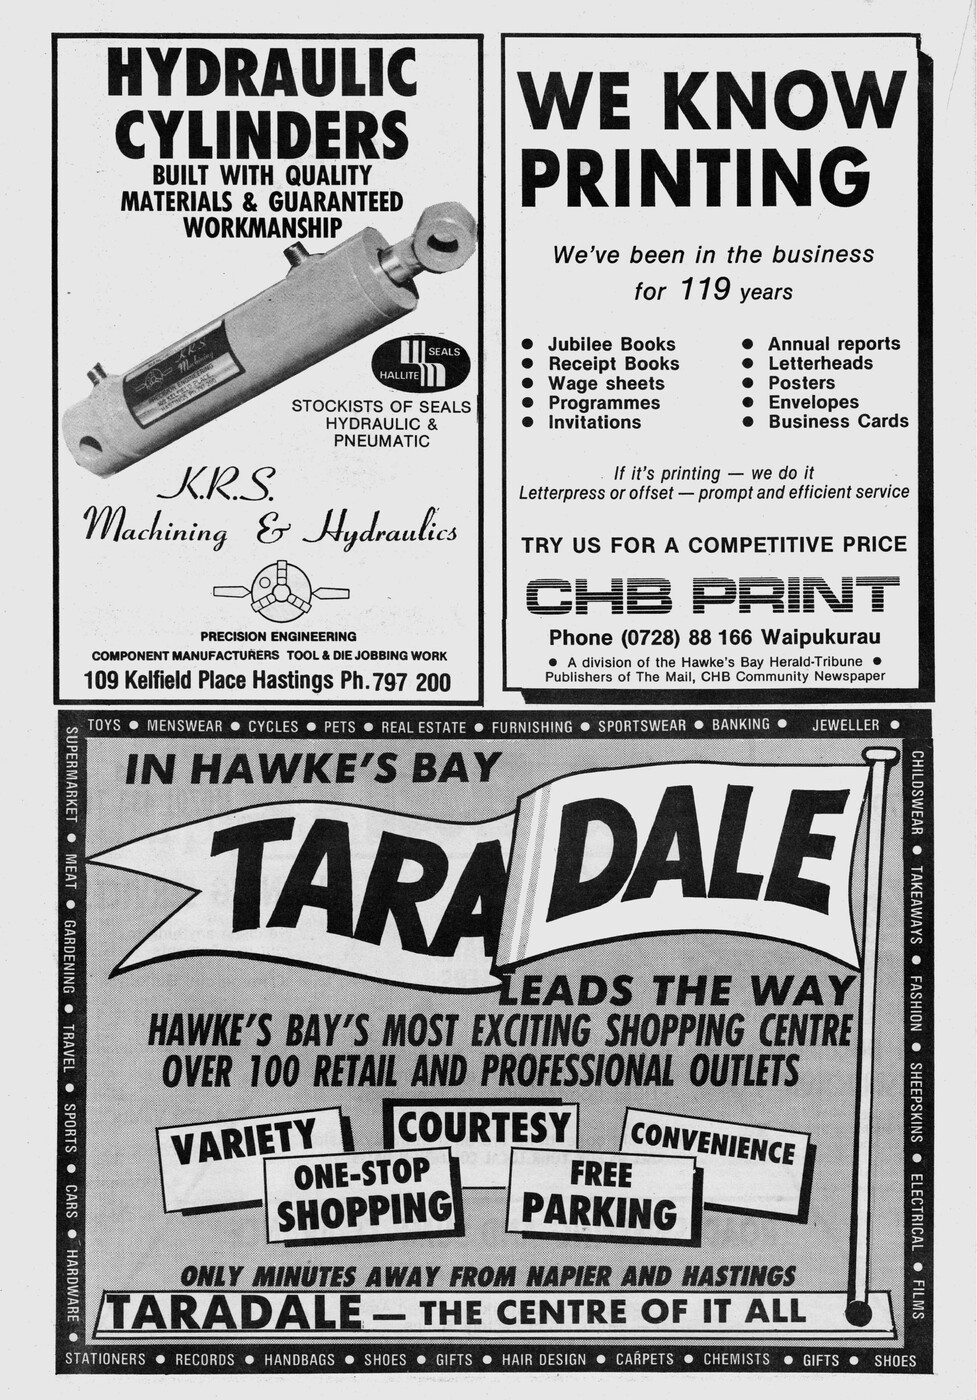 HYDRAULIC
CYLINDERS
BUILT WITH QUALITY
MATERIALS & GUARANTEED
WORKMANSHIP
K.R.S.
Machining
PRECISION ENGINEERING
109 KELFIELD PLACE
SEALS
HALLITE
STOCKISTS OF SEALS
HYDRAULIC &
PNEUMATIC
K.R.S.
Machining & Hydraulics
PRECISION ENGINEERING
COMPONENT MANUFACTURERS TOOL & DIE JOBBING WORK
109 Kelfield Place Hastings Ph. 797 200
WE KNOW
PRINTING
We've been in the business
for 119 years
● Jubilee Books
● Receipt Books
● Wage sheets
● Programmes
● Invitations
● Annual reports
● Letterheads
● Posters
● Envelopes
● Business Cards
If it's printing — we do it
Letterpress or offset — prompt and efficient service
TRY US FOR A COMPETITIVE PRICE
CHB PRINT
Phone (0728) 88 166 Waipukurau
● A division of the Hawke's Bay Herald-Tribune ●
Publishers of The Mail, CHB Community Newspaper
TOYS ● MENSWEAR ● CYCLES ● PETS ● REAL ESTATE ● FURNISHING ● SPORTSWEAR ● BANKING ● JEWELLER ●
SUPERMARKET ● MEAT ● GARDENING ● TRAVEL ● SPORTS ● CARS ● HARDWARE ●
CHILDSWEAR ● TAKEAWAYS ● FASHION ● SHEEPSKINS ● ELECTRICAL ● FILMS
IN HAWKE'S BAY
TARADALE
LEADS THE WAY
HAWKE'S BAY'S MOST EXCITING SHOPPING CENTRE
OVER 100 RETAIL AND PROFESSIONAL OUTLETS
VARIETY
COURTESY
CONVENIENCE
ONE-STOP
SHOPPING
FREE
PARKING
ONLY MINUTES AWAY FROM NAPIER AND HASTINGS
TARADALE — THE CENTRE OF IT ALL
STATIONERS ● RECORDS ● HANDBAGS ● SHOES ● GIFTS ● HAIR DESIGN ● CARPETS ● CHEMISTS ● GIFTS ● SHOES